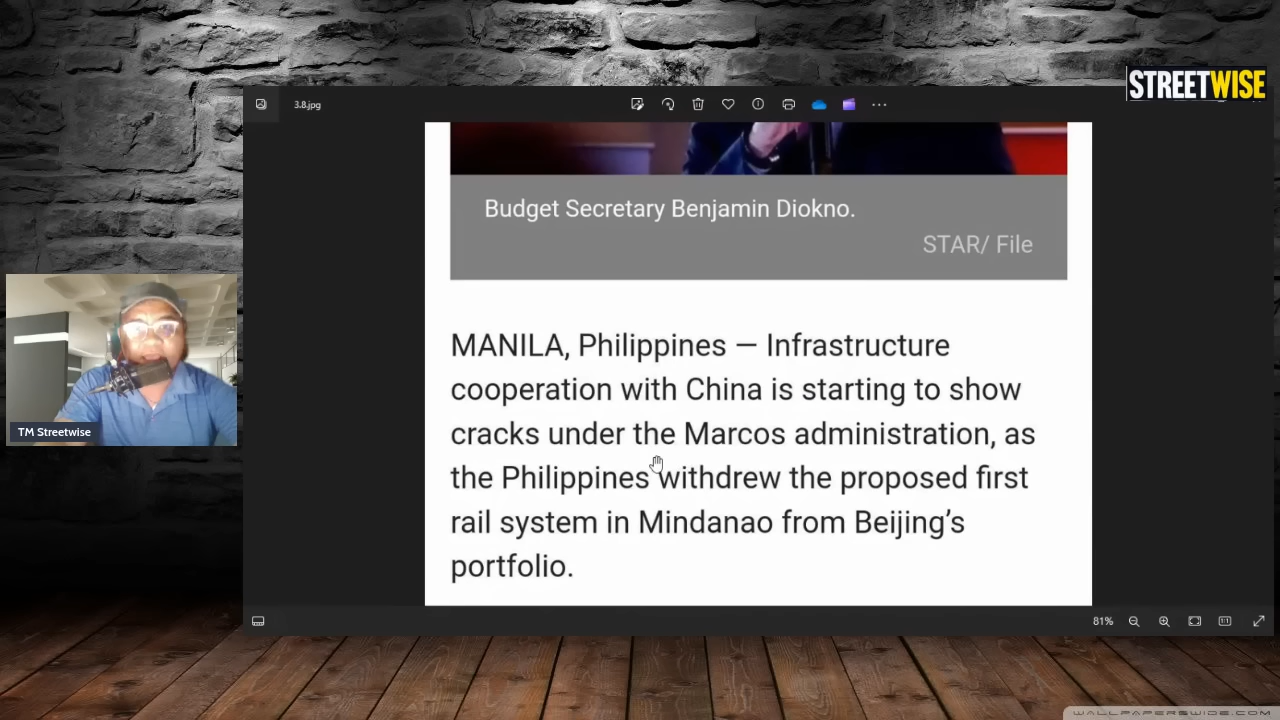 STREETWISE
3.8.jpg
Budget Secretary Benjamin Diokno.
STAR/ File
MANILA, Philippines — Infrastructure
cooperation with China is starting to show
cracks under the Marcos administration, as
the Philippines withdrew the proposed first
rail system in Mindanao from Beijing's
portfolio.
TM Streetwise
81%
WALLPAPERSWIDE.COM